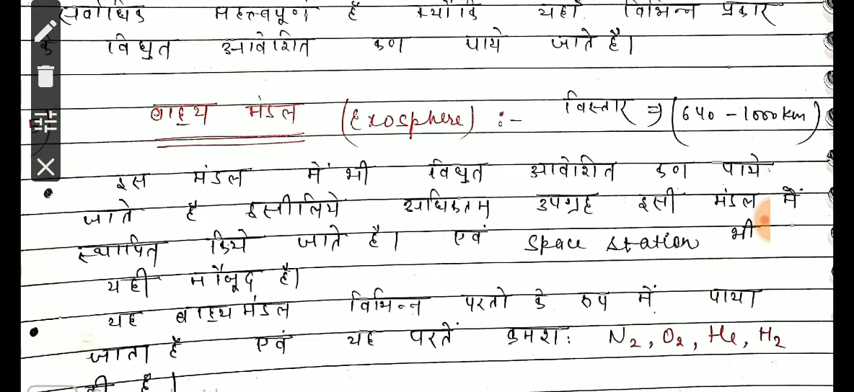 सर्वाधिक महत्वपूर्ण है क्योंकि यहाँ विभिन्न प्रकार
के विधुत आवेशित कण पाये जाते है।
बाह्य मंडल (Exosphere) :- विस्तार ⇒ (640 - 1000 km)
इस मंडल में भी विधुत आवेशित कण पाये
जाते है इसीलिये अधिकतम उपग्रह इसी मंडल में
स्थापित किये जाते है। एवं space station भी
यही मौजूद है।
यह बाह्यमंडल विभिन्न परतो के रुप में पाया
जाता है एवं यह परतें क्रमश: N2, O2, He, H2
की है।